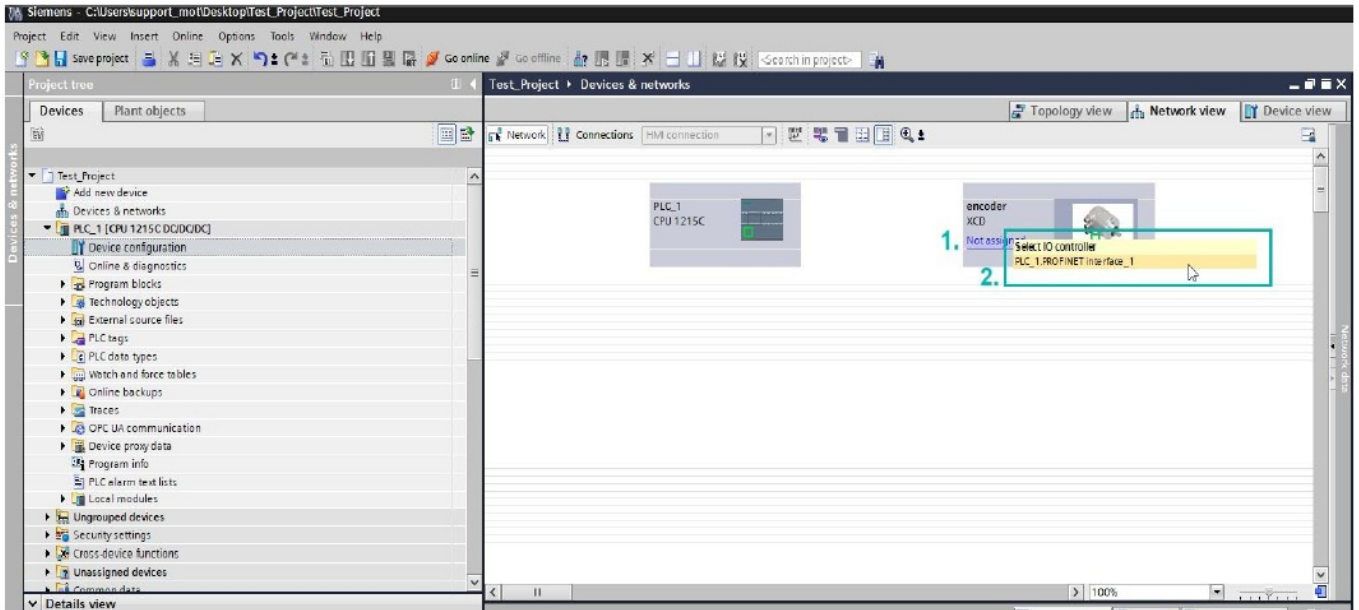 Siemens - C:\Users\support_mot\Desktop\Test_Project\Test_Project
Project Edit View Insert Online Options Tools Window Help
Save project Go online Go offline <Search in project>
Project tree
Test_Project ▸ Devices & networks
Devices Plant objects
Topology view Network view Device view
Network Connections HMI connection
Devices & networks
Test_Project
Add new device
Devices & networks
PLC_1 [CPU 1215C DC/DC/DC]
Device configuration
Online & diagnostics
Program blocks
Technology objects
External source files
PLC tags
PLC data types
Watch and force tables
Online backups
Traces
OPC UA communication
Device proxy data
Program info
PLC alarm text lists
Local modules
Ungrouped devices
Security settings
Cross-device functions
Unassigned devices
Common data
Details view
PLC_1
CPU 1215C
encoder
XCD
1. Not assigned
Select IO controller
2. PLC_1.PROFINET interface_1
Network data
100%